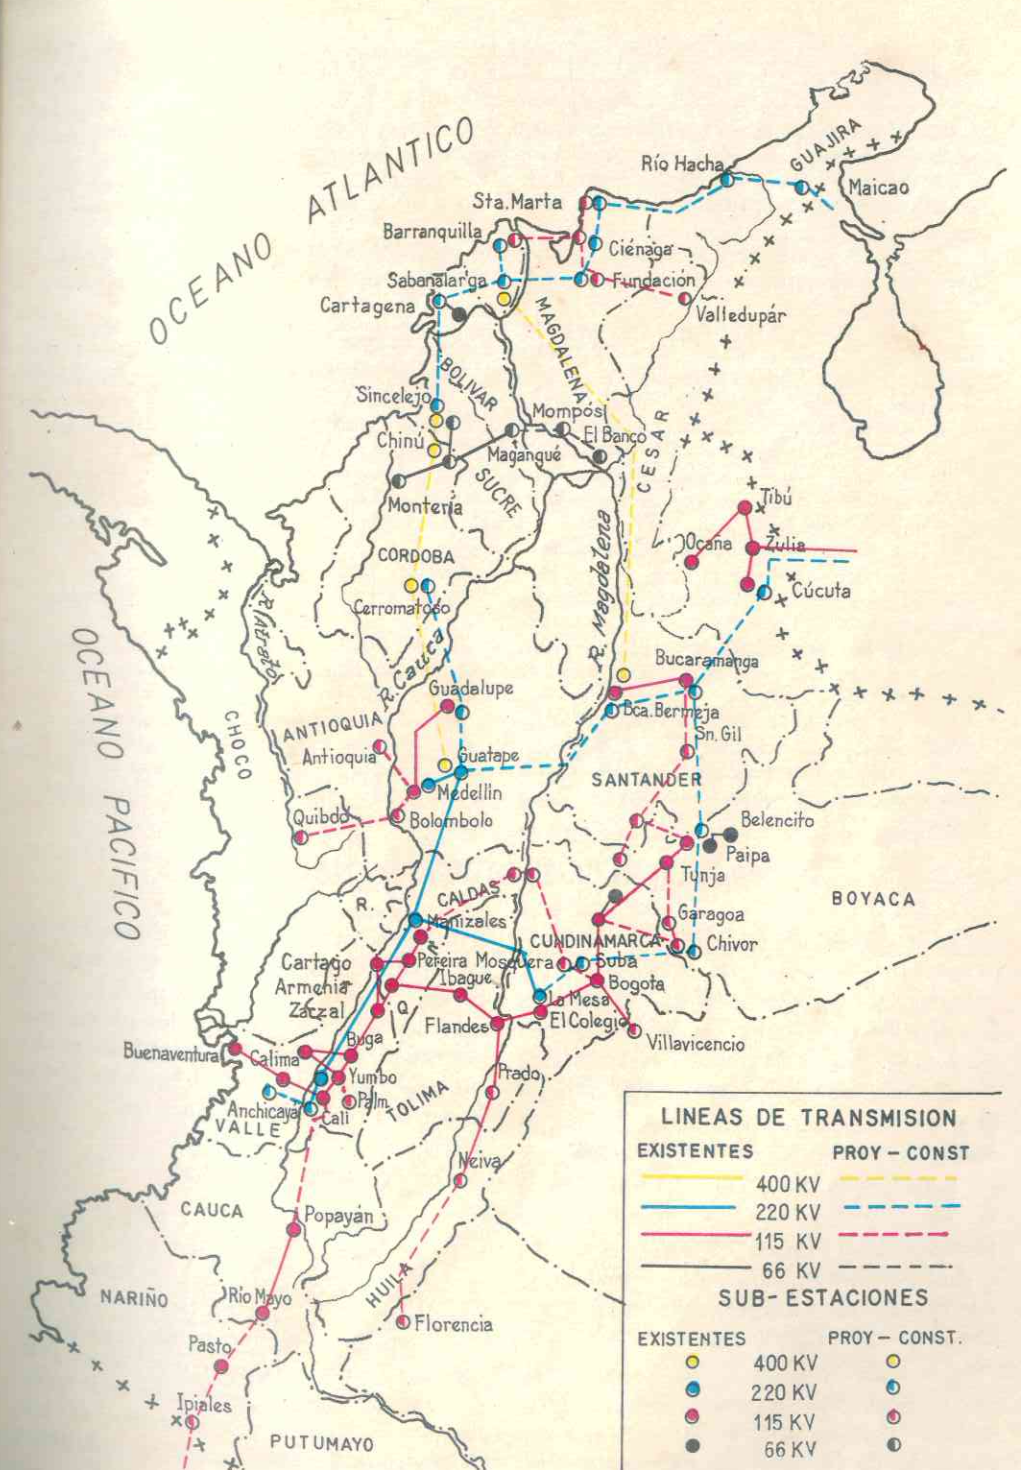 OCEANO ATLANTICO
GUAJIRA
Río Hacha
Maicao
Sta. Marta
Barranquilla
Ciénaga
Sabanalarga
Fundación
Cartagena
MAGDALENA
Valledupár
BOLIVAR
Sincelejo
Mompós
CESAR
El Banco
Chinú
Magangué
SUCRE
Montería
Tibú
R. Magdalena
Ocaña
Zulia
CORDOBA
Cúcuta
Cerromatoso
R. Atrato
OCEANO PACIFICO
R. Cauca
Bucaramanga
Guadalupe
Bca. Bermeja
CHOCO
ANTIOQUIA
Sn. Gil
Antioquia
Guatape
SANTANDER
Medellin
Quibdó
Bolombolo
Belencito
Paipa
Tunja
CALDAS
BOYACA
R.
Manizales
Garagoa
CUNDINAMARCA
Chivor
Cartago
Pereira
Mosquera
Suba
Armenia
Ibague
Bogota
Zarzal
Q
La Mesa
Flandes
El Colegio
Buga
Villavicencio
Buenaventura
Calima
Yumbo
Prado
Palm.
TOLIMA
Anchicaya
Cali
VALLE
Neiva
CAUCA
Popayán
HUILA
NARIÑO
Río Mayo
Florencia
Pasto
Ipiales
PUTUMAYO
LINEAS DE TRANSMISION
EXISTENTES PROY - CONST
400 KV
220 KV
115 KV
66 KV
SUB- ESTACIONES
EXISTENTES PROY - CONST.
400 KV
220 KV
115 KV
66 KV